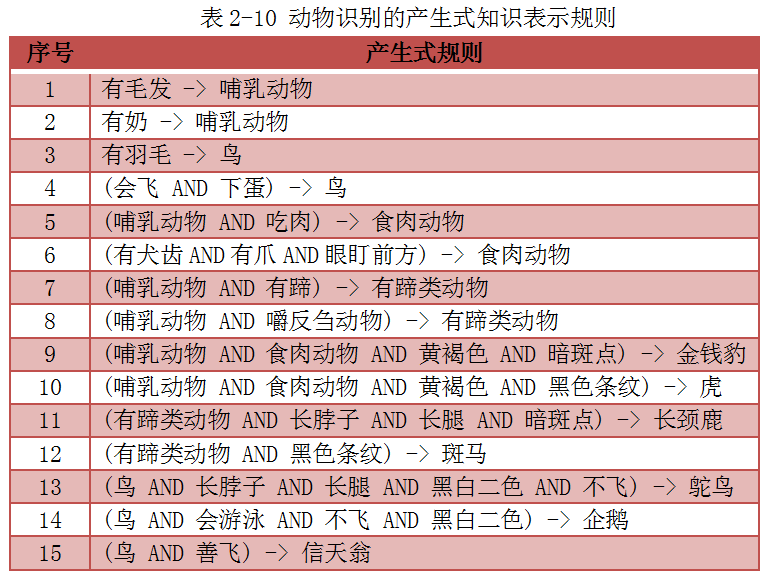 表2-10 动物识别的产生式知识表示规则
序号 产生式规则
1 有毛发 -> 哺乳动物
2 有奶 -> 哺乳动物
3 有羽毛 -> 鸟
4 (会飞 AND 下蛋) -> 鸟
5 (哺乳动物 AND 吃肉) -> 食肉动物
6 (有犬齿AND有爪AND眼盯前方) -> 食肉动物
7 (哺乳动物 AND 有蹄) -> 有蹄类动物
8 (哺乳动物 AND 嚼反刍动物) -> 有蹄类动物
9 (哺乳动物 AND 食肉动物 AND 黄褐色 AND 暗斑点) -> 金钱豹
10 (哺乳动物 AND 食肉动物 AND 黄褐色 AND 黑色条纹) -> 虎
11 (有蹄类动物 AND 长脖子 AND 长腿 AND 暗斑点) -> 长颈鹿
12 (有蹄类动物 AND 黑色条纹) -> 斑马
13 (鸟 AND 长脖子 AND 长腿 AND 黑白二色 AND 不飞) -> 鸵鸟
14 (鸟 AND 会游泳 AND 不飞 AND 黑白二色) -> 企鹅
15 (鸟 AND 善飞) -> 信天翁